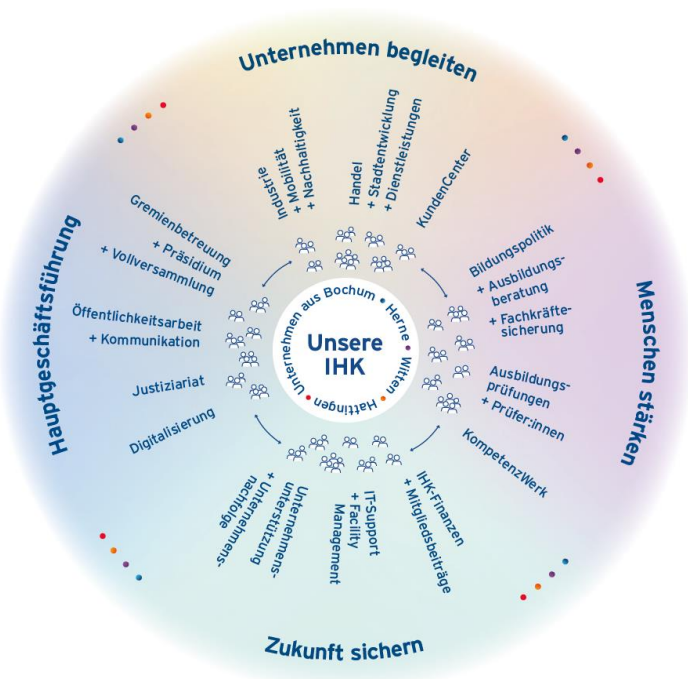 Unternehmen begleiten
Industrie
+ Mobilität
+ Nachhaltigkeit
Handel
+ Stadtentwicklung
+ Dienstleistungen
KundenCenter
Menschen stärken
Bildungspolitik
+ Ausbildungs-
beratung
+ Fachkräfte-
sicherung
Ausbildungs-
prüfungen
+ Prüfer:innen
KompetenzWerk
Zukunft sichern
IHK-Finanzen
+ Mitgliedsbeiträge
IT-Support
+ Facility
Management
Unternehmens-
unterstützung
+ Unternehmens-
nachfolge
Hauptgeschäftsführung
Gremienbetreuung
+ Präsidium
+ Vollversammlung
Öffentlichkeitsarbeit
+ Kommunikation
Justiziariat
Digitalisierung
Unternehmen aus Bochum • Herne • Witten • Hattingen •
Unsere
IHK